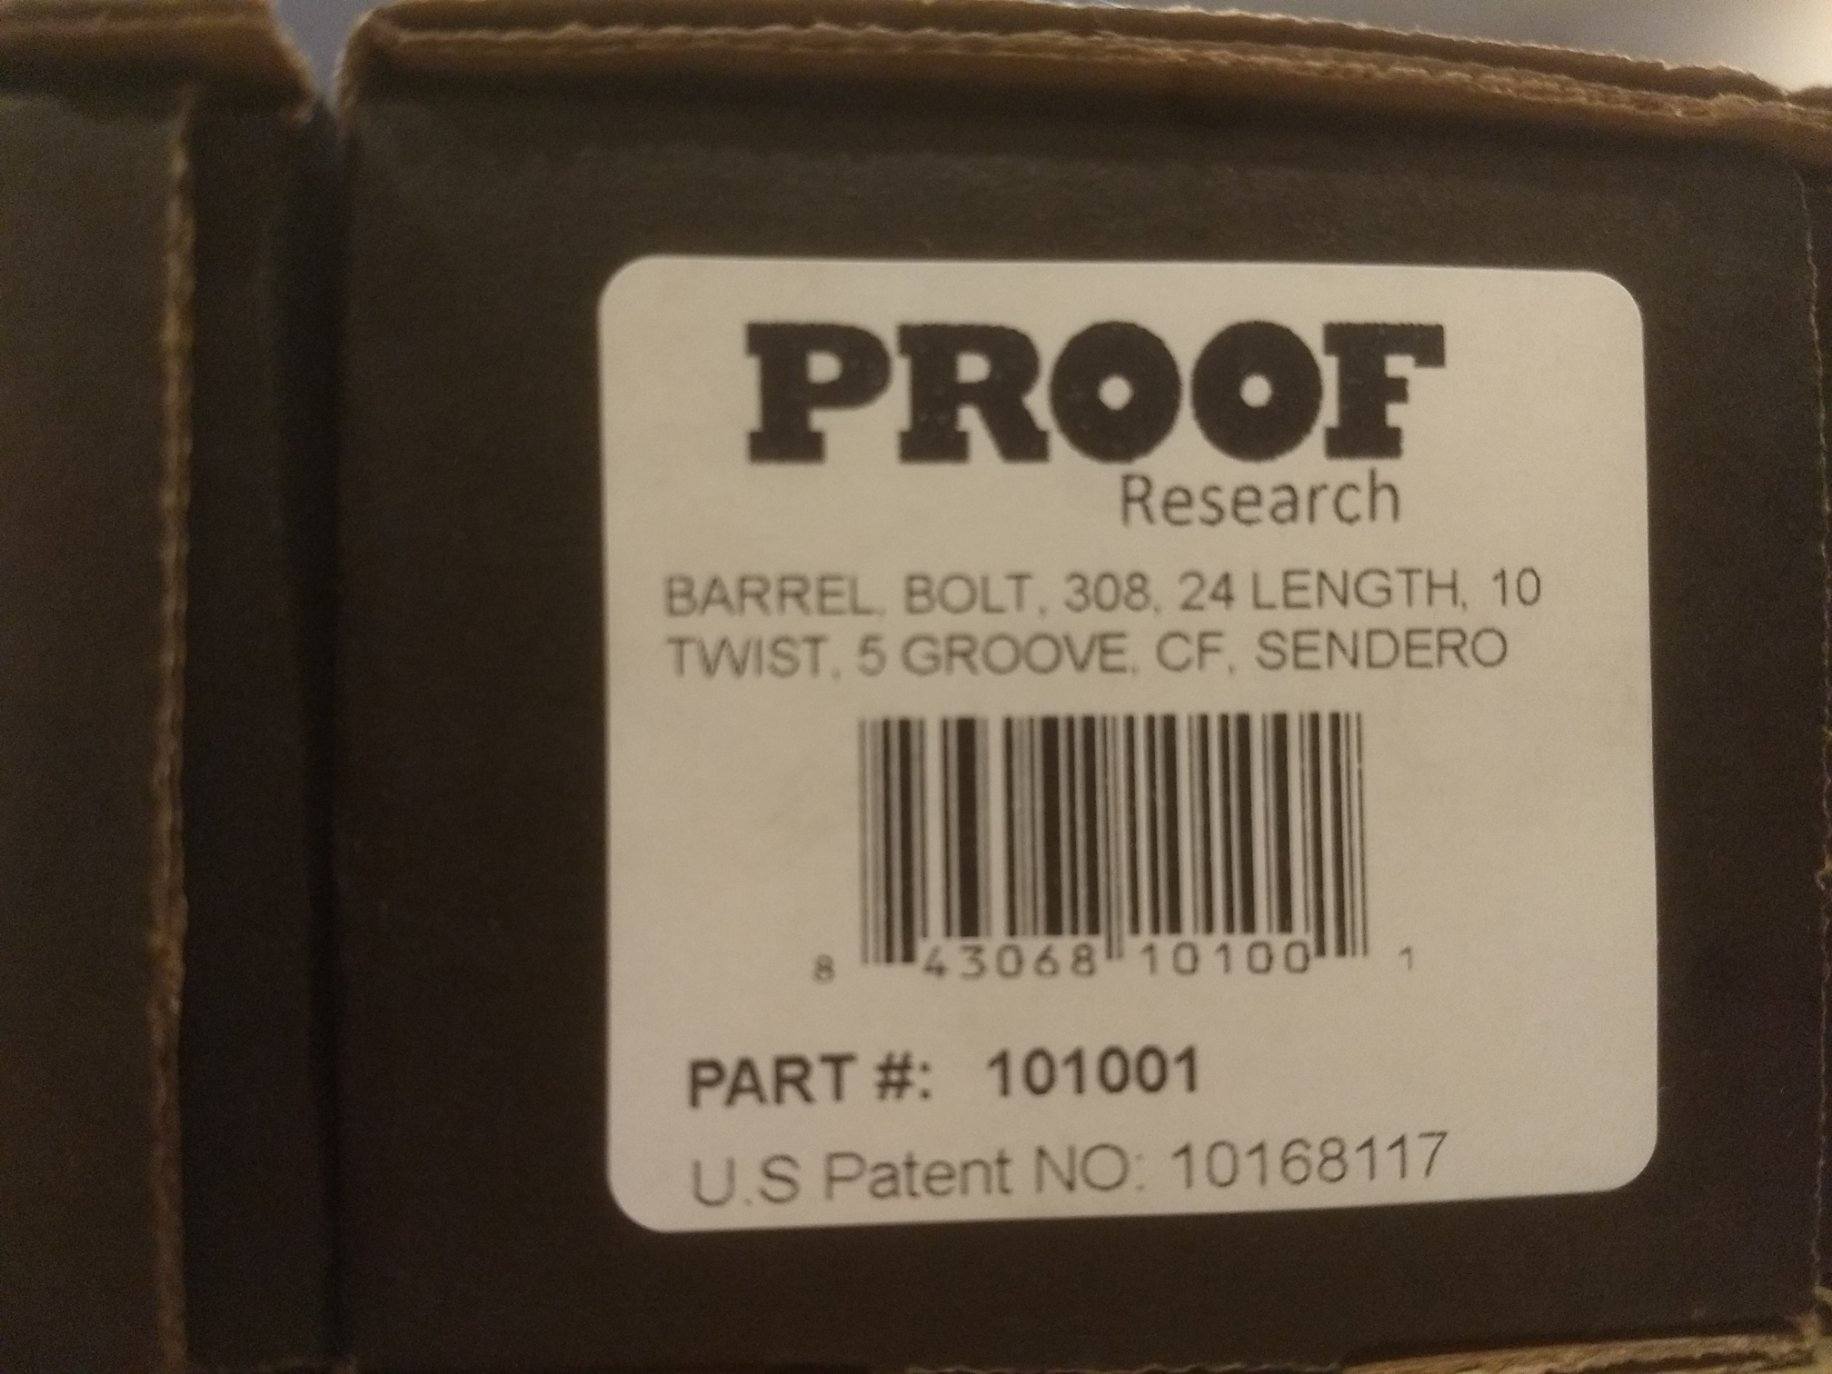 PROOF
Research
BARREL, BOLT, 308, 24 LENGTH, 10
TWIST, 5 GROOVE, CF, SENDERO
8 43068 10100 1
PART #: 101001
U.S Patent NO: 10168117